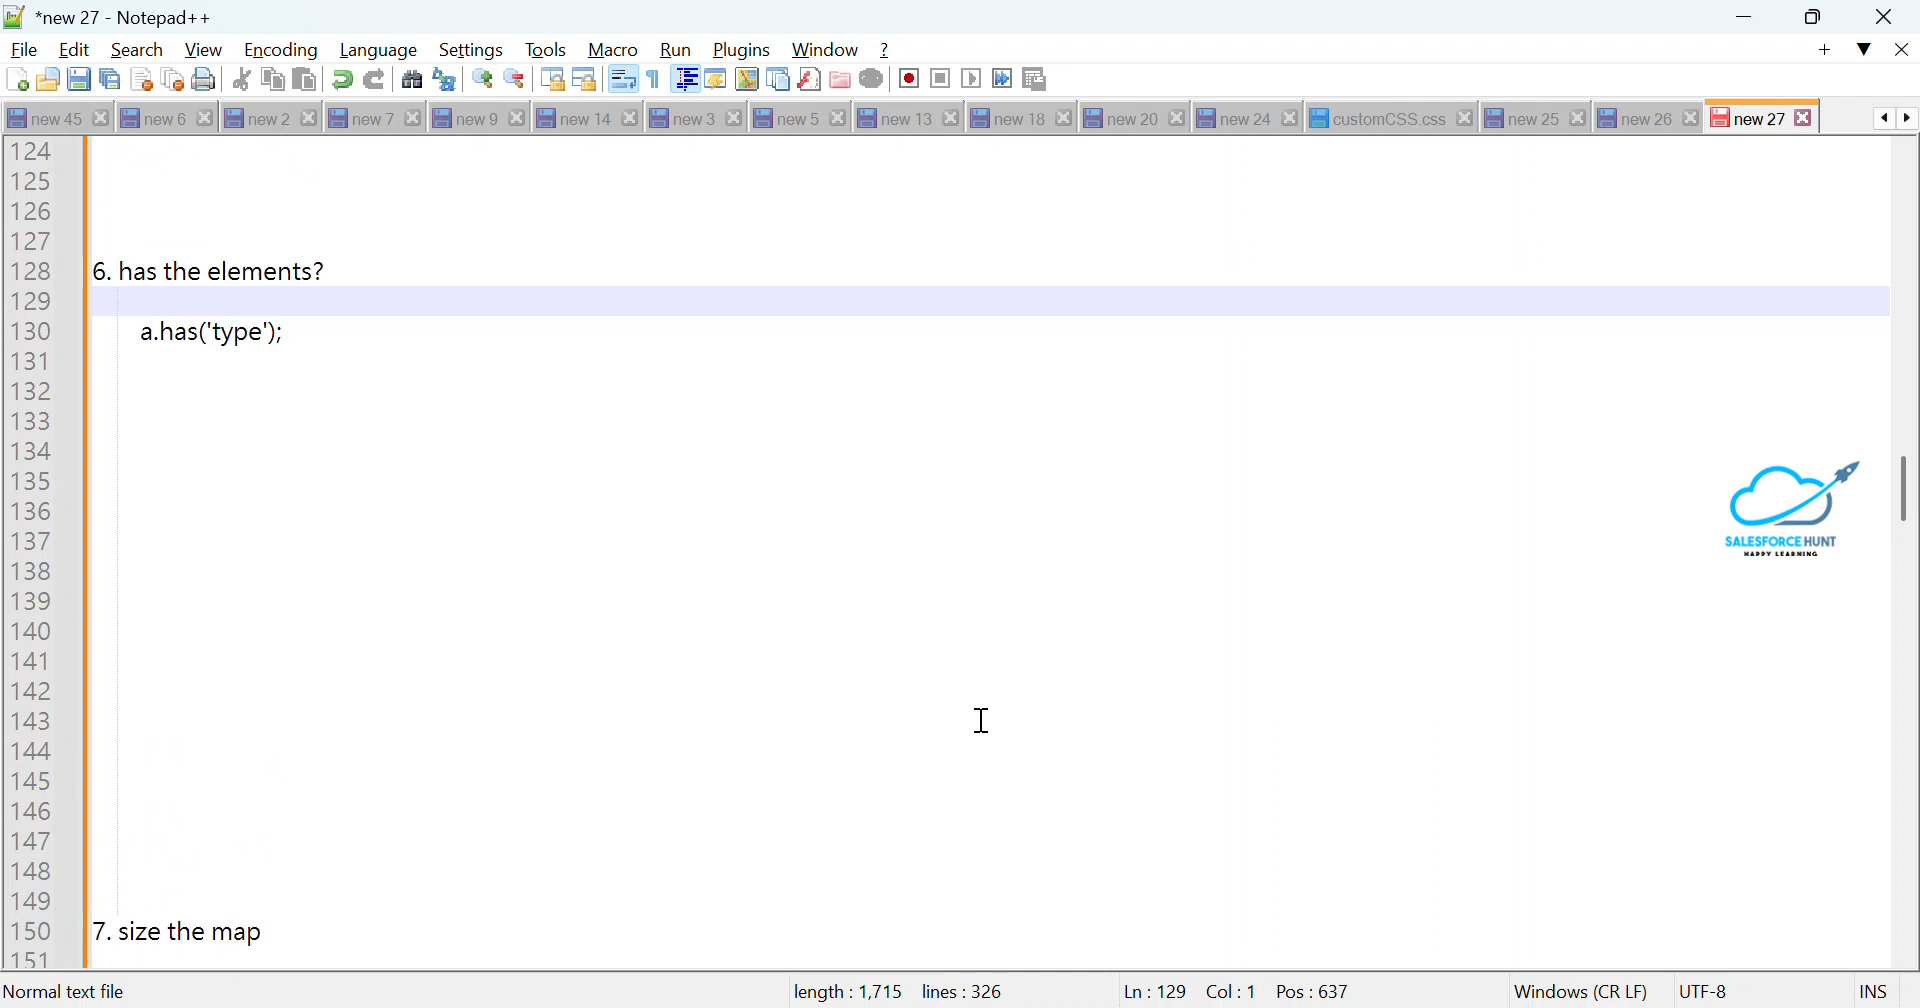 *new 27 - Notepad++
File Edit Search View Encoding Language Settings Tools Macro Run Plugins Window ?
new 45 new 6 new 2 new 7 new 9 new 14 new 3 new 5 new 13 new 18 new 20 new 24 customCSS.css new 25 new 26 new 27
124
125
126
127
128 6. has the elements?
129
130 a.has('type');
131
132
133
134
135
136
137
138
139
140
141
142
143
144
145
146
147
148
149
150 7. size the map
151
SALESFORCE HUNT
HAPPY LEARNING
Normal text file length : 1,715 lines : 326 Ln : 129 Col : 1 Pos : 637 Windows (CR LF) UTF-8 INS